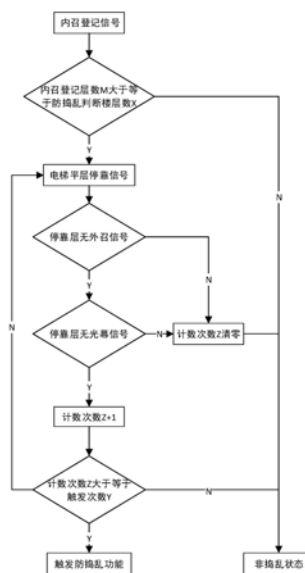 内召登记信号
内召登记层数M大于等
于防捣乱判断楼层数X
Y
电梯平层停靠信号
N
停靠层无外召信号
N
Y
N
停靠层无光幕信号
N
计数次数Z清零
Y
计数次数Z+1
计数次数Z大于等于
触发次数Y
N
Y
触发防捣乱功能
非捣乱状态